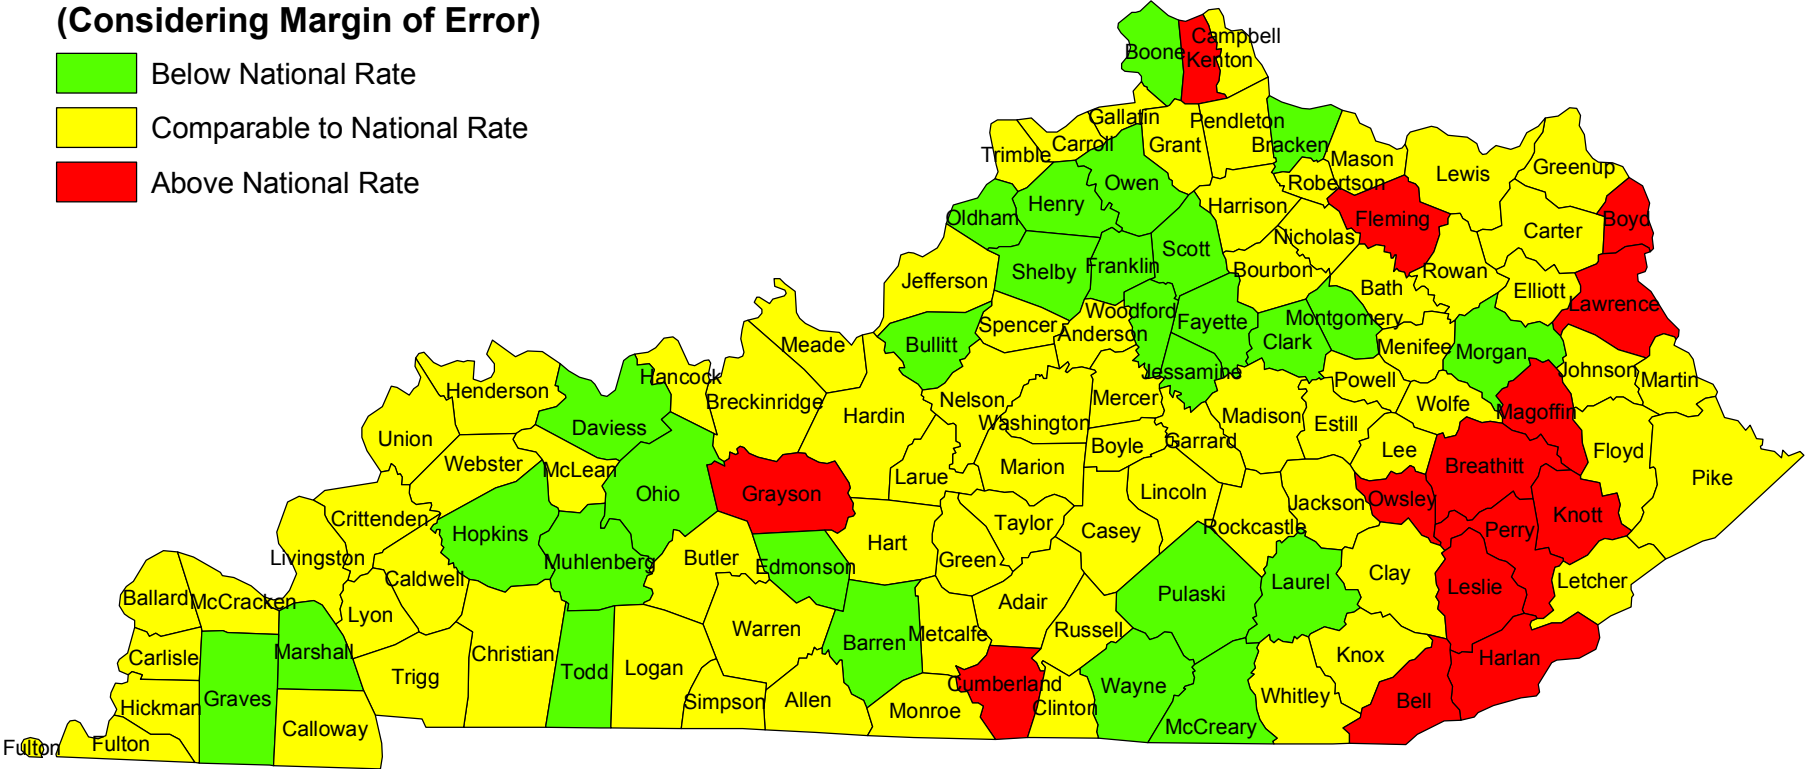 (Considering Margin of Error)
Below National Rate
Comparable to National Rate
Above National Rate
Boone
Campbell
Kenton
Gallatin
Pendleton
Trimble
Carroll
Grant
Bracken
Mason
Lewis
Greenup
Owen
Robertson
Oldham
Henry
Harrison
Fleming
Boyd
Nicholas
Carter
Scott
Jefferson
Shelby
Franklin
Bourbon
Rowan
Bath
Elliott
Lawrence
Woodford
Spencer
Anderson
Fayette
Montgomery
Clark
Meade
Bullitt
Menifee
Morgan
Hancock
Jessamine
Johnson
Martin
Henderson
Breckinridge
Nelson
Mercer
Powell
Wolfe
Magoffin
Hardin
Washington
Madison
Estill
Daviess
Union
Boyle
Garrard
Lee
Floyd
Webster
McLean
Larue
Marion
Breathitt
Pike
Ohio
Grayson
Lincoln
Jackson
Owsley
Crittenden
Taylor
Casey
Rockcastle
Perry
Knott
Hopkins
Hart
Livingston
Muhlenberg
Butler
Edmonson
Green
Caldwell
Laurel
Clay
Leslie
Letcher
Ballard
McCracken
Lyon
Adair
Pulaski
Warren
Metcalfe
Russell
Barren
Carlisle
Marshall
Christian
Knox
Harlan
Trigg
Todd
Logan
Cumberland
Wayne
Whitley
Bell
Graves
Simpson
Allen
Hickman
Monroe
Clinton
McCreary
Calloway
Fulton
Fulton